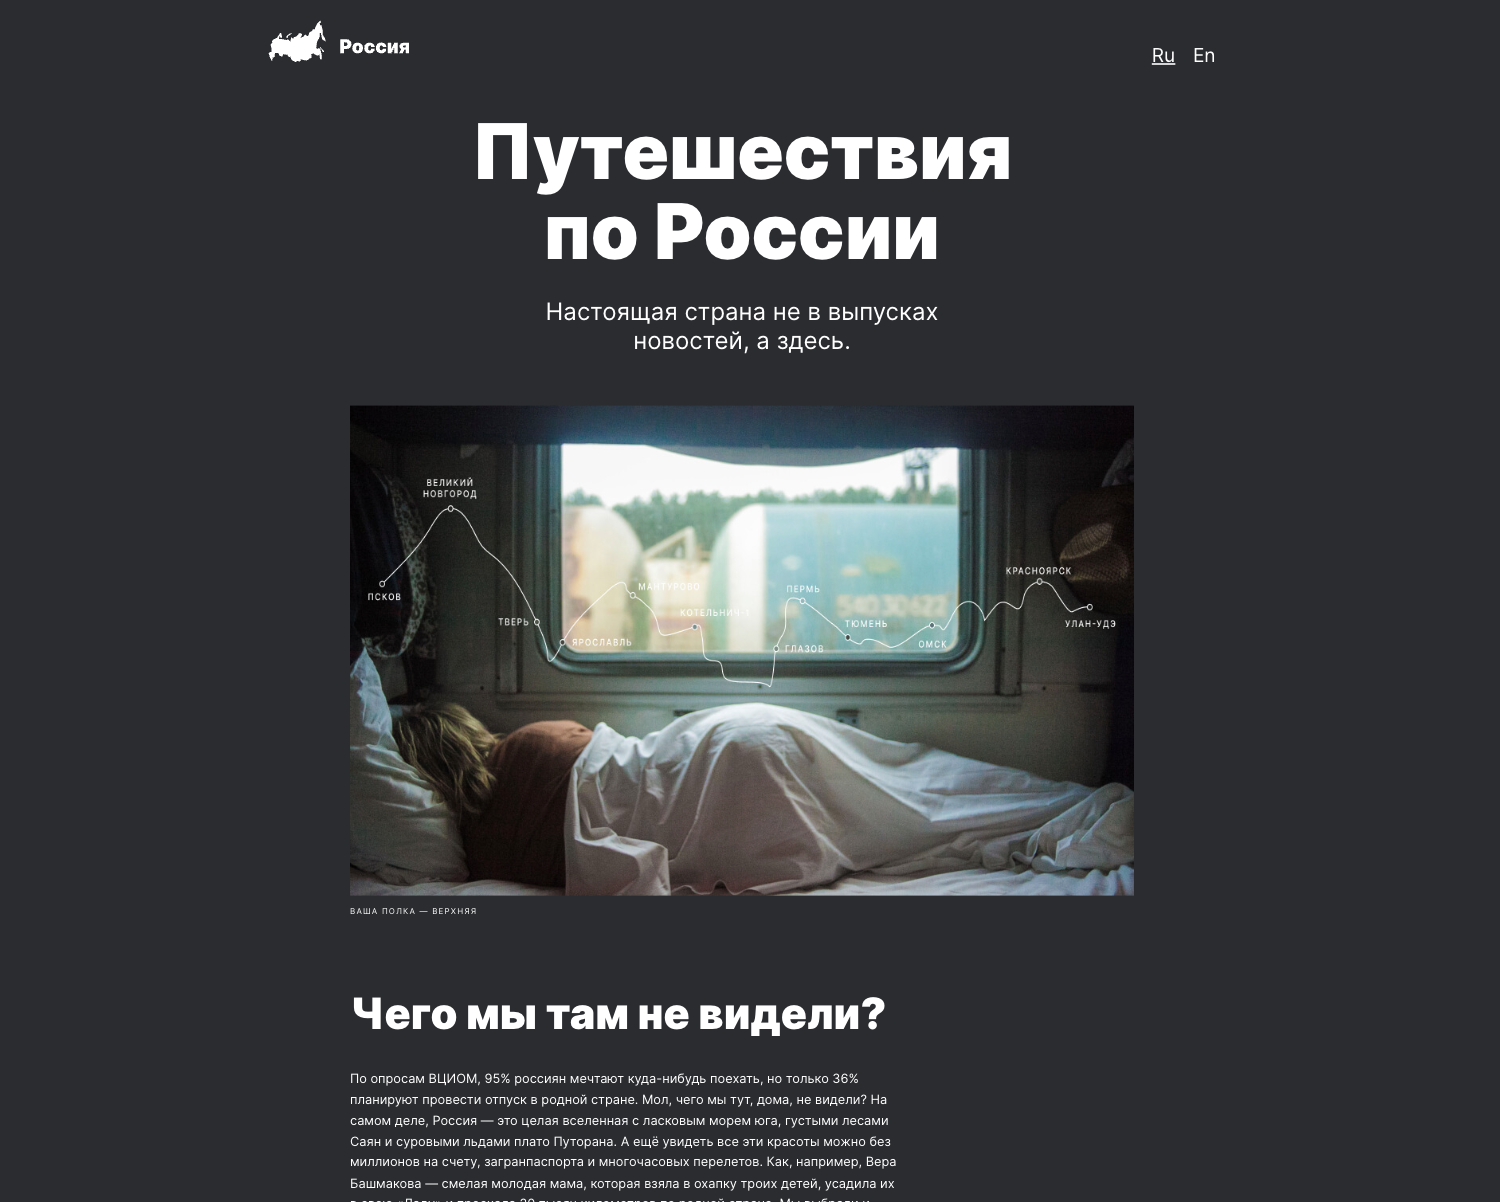 Россия
Ru En
Путешествия
по России
Настоящая страна не в выпусках
новостей, а здесь.
ВЕЛИКИЙ
НОВГОРОД
ПСКОВ
ТВЕРЬ
ЯРОСЛАВЛЬ
МАНТУРОВО
КОТЕЛЬНИЧ-1
ГЛАЗОВ
ПЕРМЬ
ТЮМЕНЬ
ОМСК
КРАСНОЯРСК
УЛАН-УДЭ
ВАША ПОЛКА — ВЕРХНЯЯ
Чего мы там не видели?
По опросам ВЦИОМ, 95% россиян мечтают куда-нибудь поехать, но только 36%
планируют провести отпуск в родной стране. Мол, чего мы тут, дома, не видели? На
самом деле, Россия — это целая вселенная с ласковым морем юга, густыми лесами
Саян и суровыми льдами плато Путорана. А ещё увидеть все эти красоты можно без
миллионов на счету, загранпаспорта и многочасовых перелетов. Как, например, Вера
Башмакова — смелая молодая мама, которая взяла в охапку троих детей, усадила их